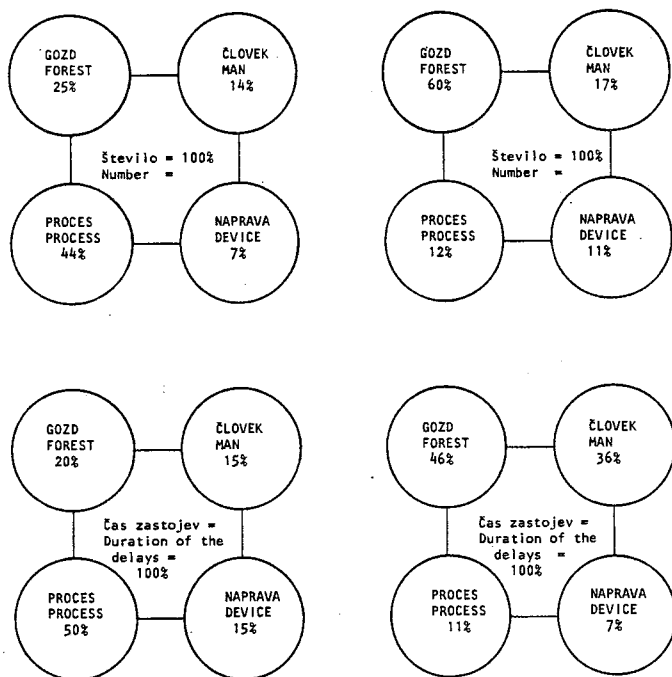 GOZD
FOREST
25%
ČLOVEK
MAN
14%
Število = 100%
Number =
PROCES
PROCESS
44%
NAPRAVA
DEVICE
7%
GOZD
FOREST
60%
ČLOVEK
MAN
17%
Število = 100%
Number =
PROCES
PROCESS
12%
NAPRAVA
DEVICE
11%
GOZD
FOREST
20%
ČLOVEK
MAN
15%
Čas zastojev =
Duration of the
delays =
100%
PROCES
PROCESS
50%
NAPRAVA
DEVICE
15%
GOZD
FOREST
46%
ČLOVEK
MAN
36%
Čas zastojev =
Duration of the
delays =
100%
PROCES
PROCESS
11%
NAPRAVA
DEVICE
7%